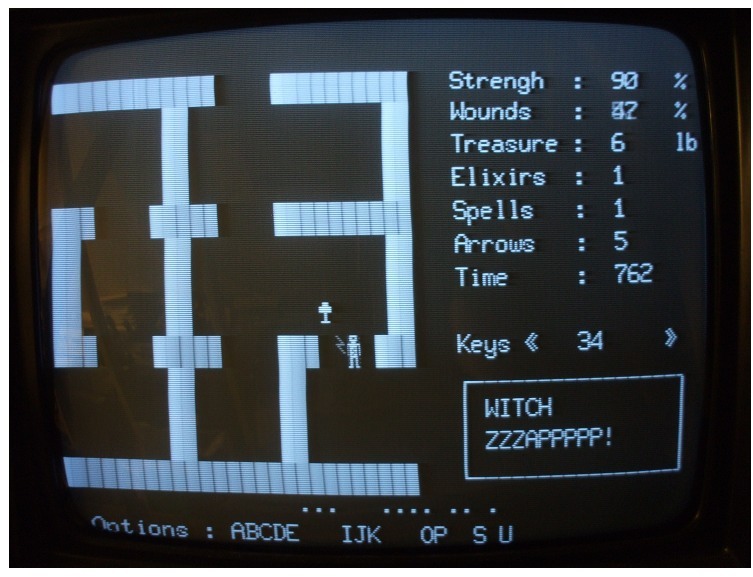 Strengh : 90 %
Wounds : %
Treasure : 6 lb
Elixirs : 1
Spells : 1
Arrows : 5
Time : 762
Keys « 34 »
WITCH
ZZZAPPPPP!
Options : ABCDE IJK OP S U